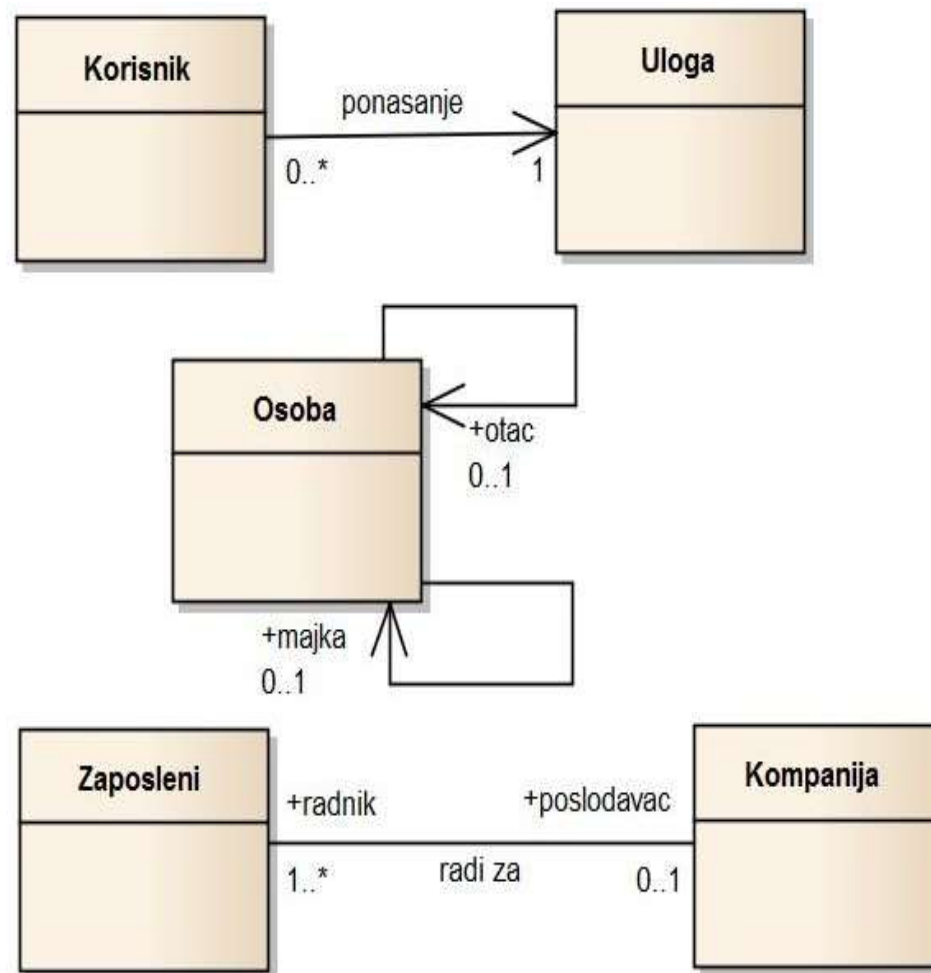 Korisnik
Uloga
ponasanje
0..*
1
Osoba
+otac
0..1
+majka
0..1
Zaposleni
Kompanija
+radnik
+poslodavac
1..*
radi za
0..1